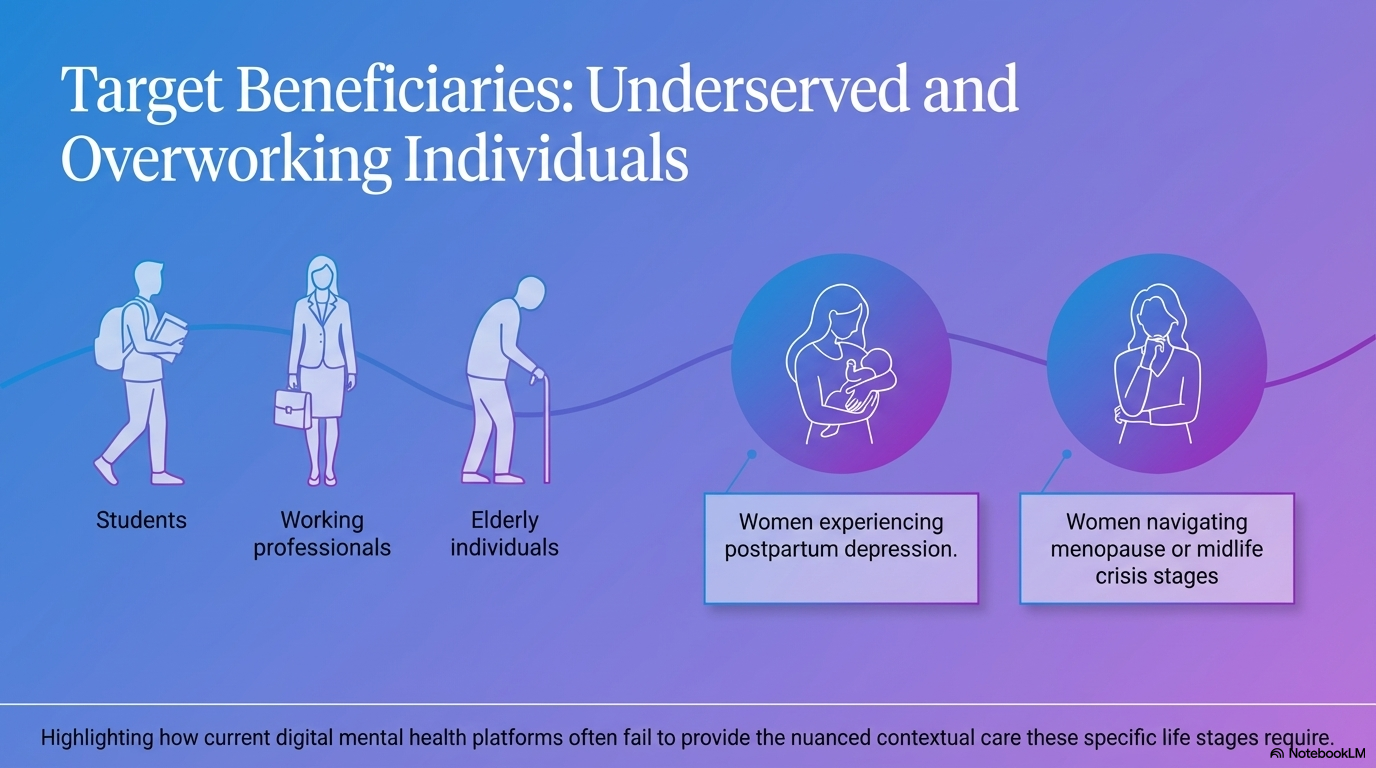 Target Beneficiaries: Underserved and
Overworking Individuals
Students
Working
professionals
Elderly
individuals
Women experiencing
postpartum depression.
Women navigating
menopause or midlife
crisis stages
Highlighting how current digital mental health platforms often fail to provide the nuanced contextual care these specific life stages require.
NotebookLM